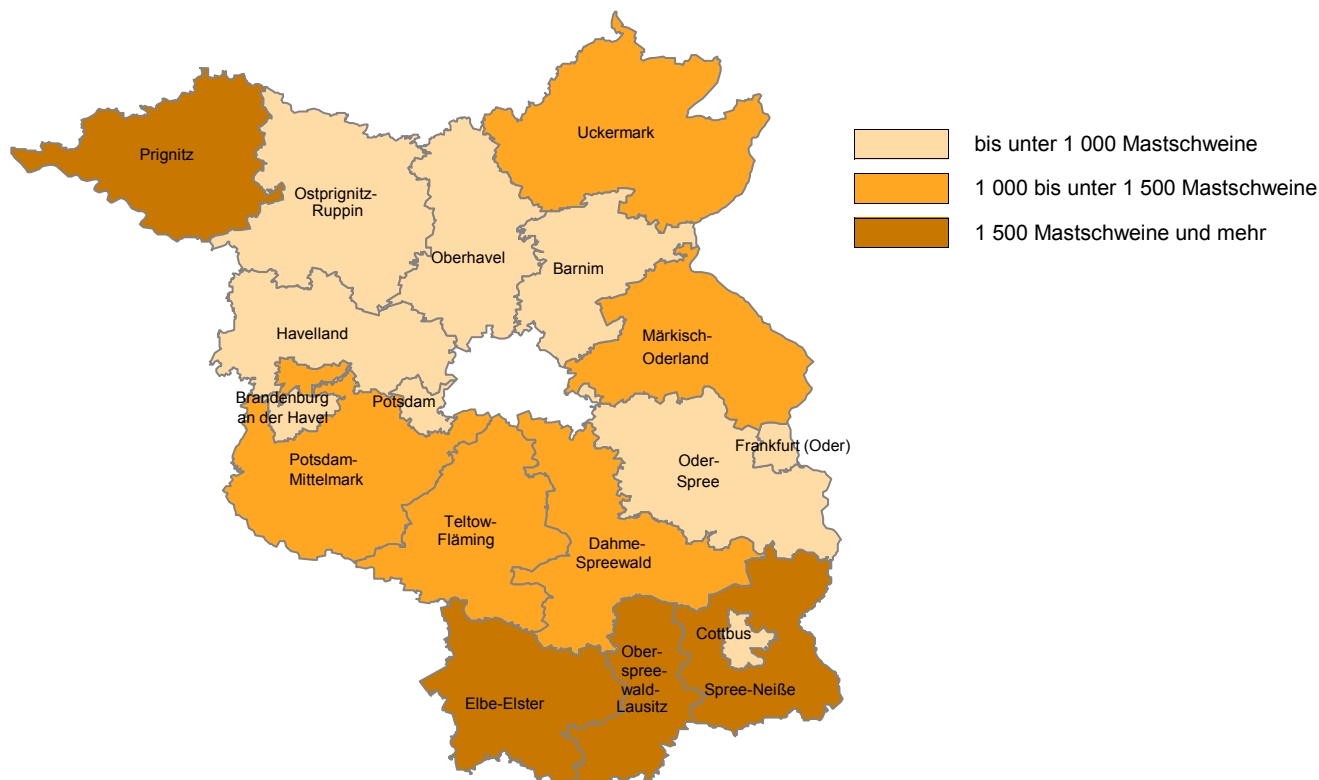 Prignitz
Uckermark
Ostprignitz-
Ruppin
Oberhavel
Barnim
Havelland
Märkisch-
Oderland
Brandenburg
an der Havel
Potsdam
Frankfurt (Oder)
Potsdam-
Mittelmark
Oder-
Spree
Teltow-
Fläming
Dahme-
Spreewald
Cottbus
Ober-
spree-
wald-
Lausitz
Spree-Neiße
Elbe-Elster
bis unter 1 000 Mastschweine
1 000 bis unter 1 500 Mastschweine
1 500 Mastschweine und mehr